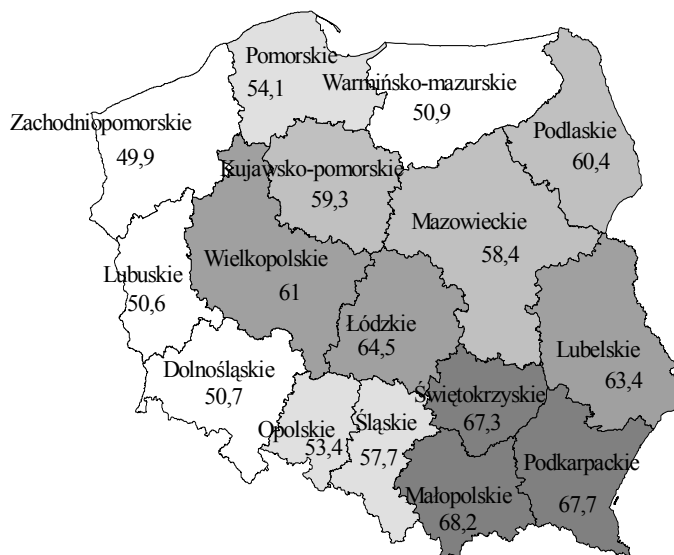 Pomorskie
54,1
Warmińsko-mazurskie
50,9
Zachodniopomorskie
49,9
Podlaskie
60,4
Kujawsko-pomorskie
59,3
Mazowieckie
58,4
Wielkopolskie
61
Lubuskie
50,6
Łódzkie
64,5
Lubelskie
63,4
Dolnośląskie
50,7
Świętokrzyskie
67,3
Opolskie
53,4
Śląskie
57,7
Podkarpackie
67,7
Małopolskie
68,2